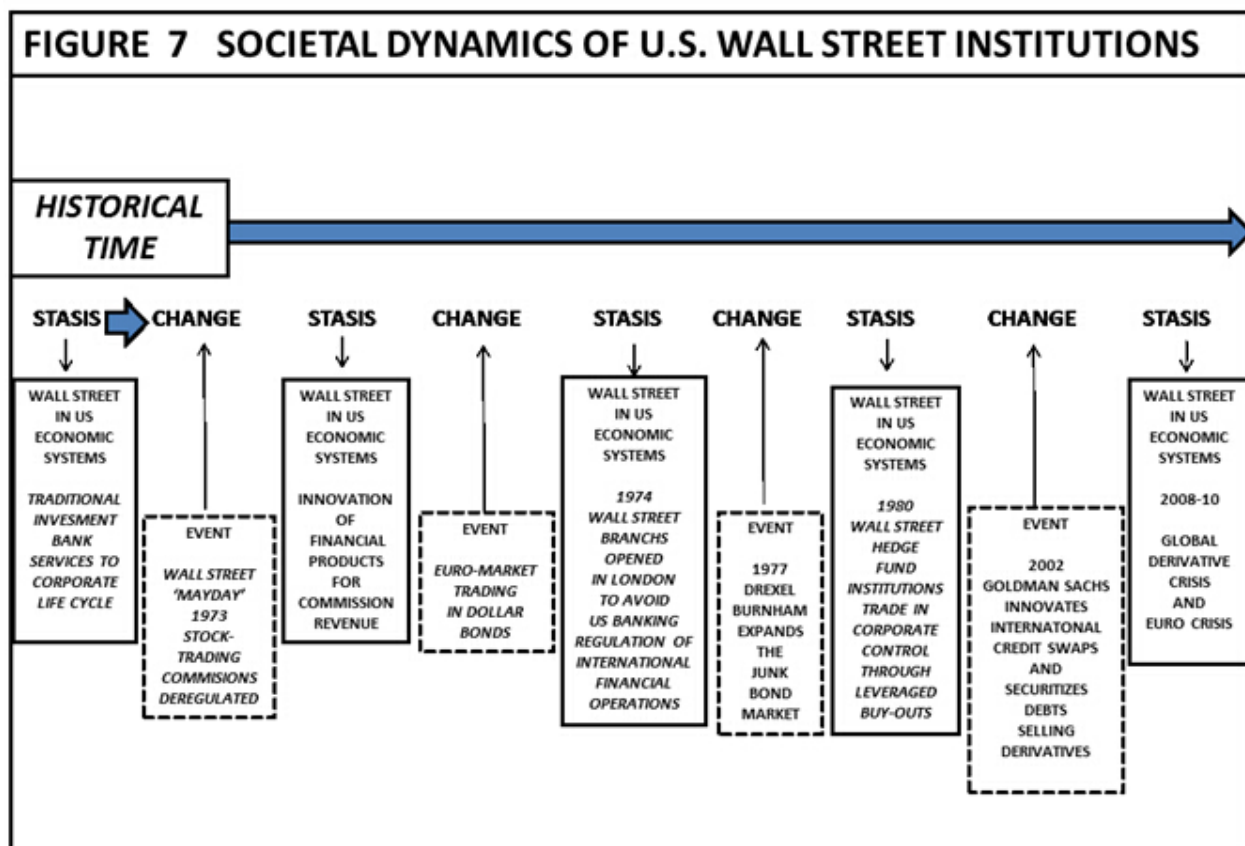 FIGURE 7 SOCIETAL DYNAMICS OF U.S. WALL STREET INSTITUTIONS
HISTORICAL
TIME
STASIS
CHANGE
STASIS
CHANGE
STASIS
CHANGE
STASIS
CHANGE
STASIS
WALL STREET
IN US
ECONOMIC
SYSTEMS
TRADITIONAL
INVESMENT
BANK
SERVICES TO
CORPORATE
LIFE CYCLE
EVENT
WALL STREET
‘MAYDAY’
1973
STOCK-
TRADING
COMMISIONS
DEREGULATED
WALL STREET
IN US
ECONOMIC
SYSTEMS
INNOVATION
OF
FINANCIAL
PRODUCTS
FOR
COMMISSION
REVENUE
EVENT
EURO-MARKET
TRADING
IN DOLLAR
BONDS
WALL STREET
IN US
ECONOMIC
SYSTEMS
1974
WALL STREET
BRANCHS
OPENED
IN LONDON
TO AVOID
US BANKING
REGULATION OF
INTERNATIONAL
FINANCIAL
OPERATIONS
EVENT
1977
DREXEL
BURNHAM
EXPANDS
THE
JUNK
BOND
MARKET
WALL STREET
IN US
ECONOMIC
SYSTEMS
1980
WALL STREET
HEDGE
FUND
INSTITUTIONS
TRADE IN
CORPORATE
CONTROL
THROUGH
LEVERAGED
BUY-OUTS
EVENT
2002
GOLDMAN SACHS
INNOVATES
INTERNATONAL
CREDIT SWAPS
AND
SECURITIZES
DEBTS
SELLING
DERIVATIVES
WALL STREET
IN US
ECONOMIC
SYSTEMS
2008-10
GLOBAL
DERIVATIVE
CRISIS
AND
EURO CRISIS